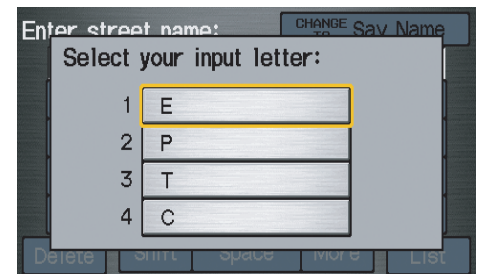 Enter street name:
CHANGE TO Say Name
Select your input letter:
1 E
2 P
3 T
4 C
Delete Shift Space More List